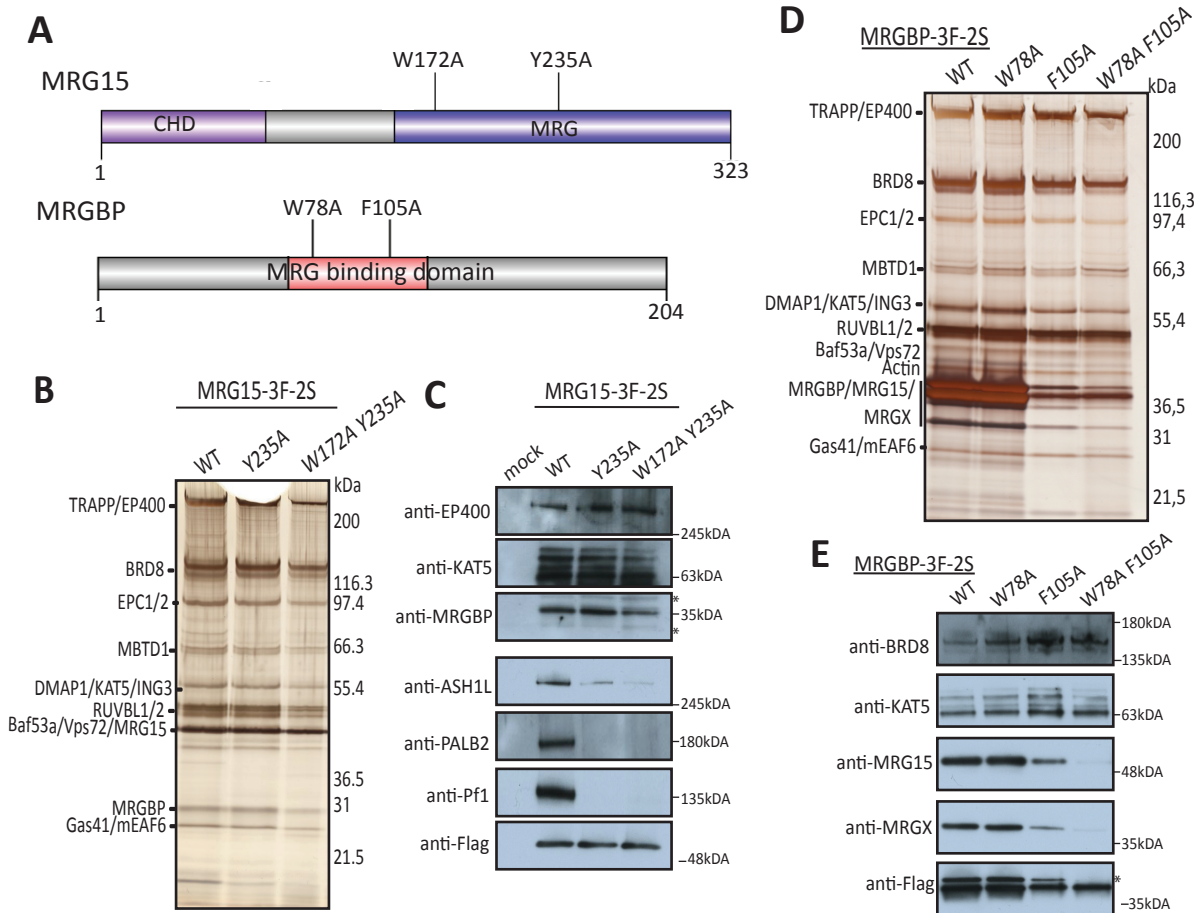 A
MRG15
W172A Y235A
CHD
MRG
1
323
MRGBP
W78A F105A
MRG binding domain
1
204
B
MRG15-3F-2S
WT
Y235A
W172A Y235A
kDa
TRAPP/EP400
200
BRD8
116.3
EPC1/2
97.4
MBTD1
66.3
DMAP1/KAT5/ING3
55.4
RUVBL1/2
Baf53a/Vps72/MRG15
36.5
MRGBP
31
Gas41/mEAF6
21.5
C
MRG15-3F-2S
mock
WT
Y235A
W172A Y235A
anti-EP400
–245kDA
anti-KAT5
–63kDA
anti-MRGBP
*
–35kDA
*
anti-ASH1L
–245kDA
anti-PALB2
–180kDA
anti-Pf1
–135kDA
anti-Flag
–48kDA
D
MRGBP-3F-2S
WT
W78A
F105A
W78A F105A
kDa
TRAPP/EP400
200
BRD8
116,3
EPC1/2
97,4
MBTD1
66,3
DMAP1/KAT5/ING3
55,4
RUVBL1/2
Baf53a/Vps72
Actin
MRGBP/MRG15/
MRGX
36,5
31
Gas41/mEAF6
21,5
E
MRGBP-3F-2S
WT
W78A
F105A
W78A F105A
anti-BRD8
–180kDA
–135kDA
anti-KAT5
–63kDA
anti-MRG15
–48kDA
anti-MRGX
–35kDA
anti-Flag
*
–35kDA